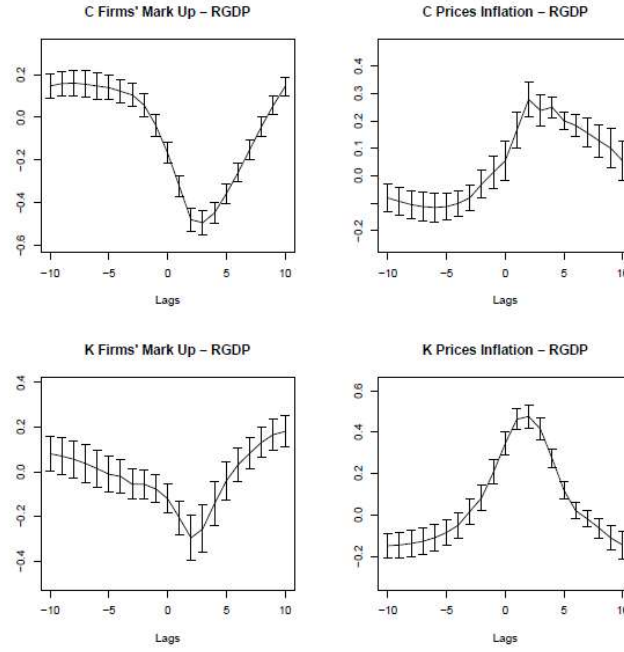 C Firms' Mark Up – RGDP
0.2
0.0
−0.2
−0.4
−0.6
−10 −5 0 5 10
Lags
C Prices Inflation – RGDP
0.4
0.3
0.2
0.1
0.0
−0.2
−10 −5 0 5 10
Lags
K Firms' Mark Up – RGDP
0.4
0.2
0.0
−0.2
−0.4
−10 −5 0 5 10
Lags
K Prices Inflation – RGDP
0.6
0.4
0.2
0.0
−0.2
−10 −5 0 5 10
Lags